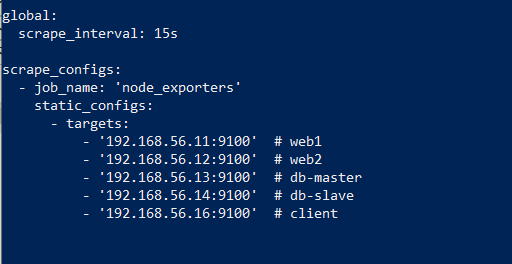 global:
  scrape_interval: 15s

scrape_configs:
  - job_name: 'node_exporters'
    static_configs:
      - targets:
          - '192.168.56.11:9100'  # web1
          - '192.168.56.12:9100'  # web2
          - '192.168.56.13:9100'  # db-master
          - '192.168.56.14:9100'  # db-slave
          - '192.168.56.16:9100'  # client